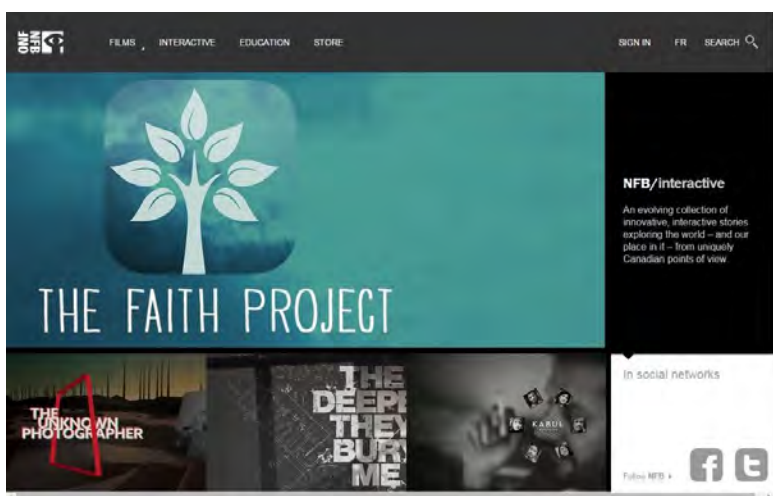 NFB
ONF
FILMS INTERACTIVE EDUCATION STORE
SIGN IN FR SEARCH
THE FAITH PROJECT
NFB/interactive
An evolving collection of
innovative, interactive stories
exploring the world – and our
place in it – from uniquely
Canadian points of view.
THE
UNKNOWN
PHOTOGRAPHER
THE
DEEPE
THEY
BURY
ME
KABUL
In social networks
Follow NFB